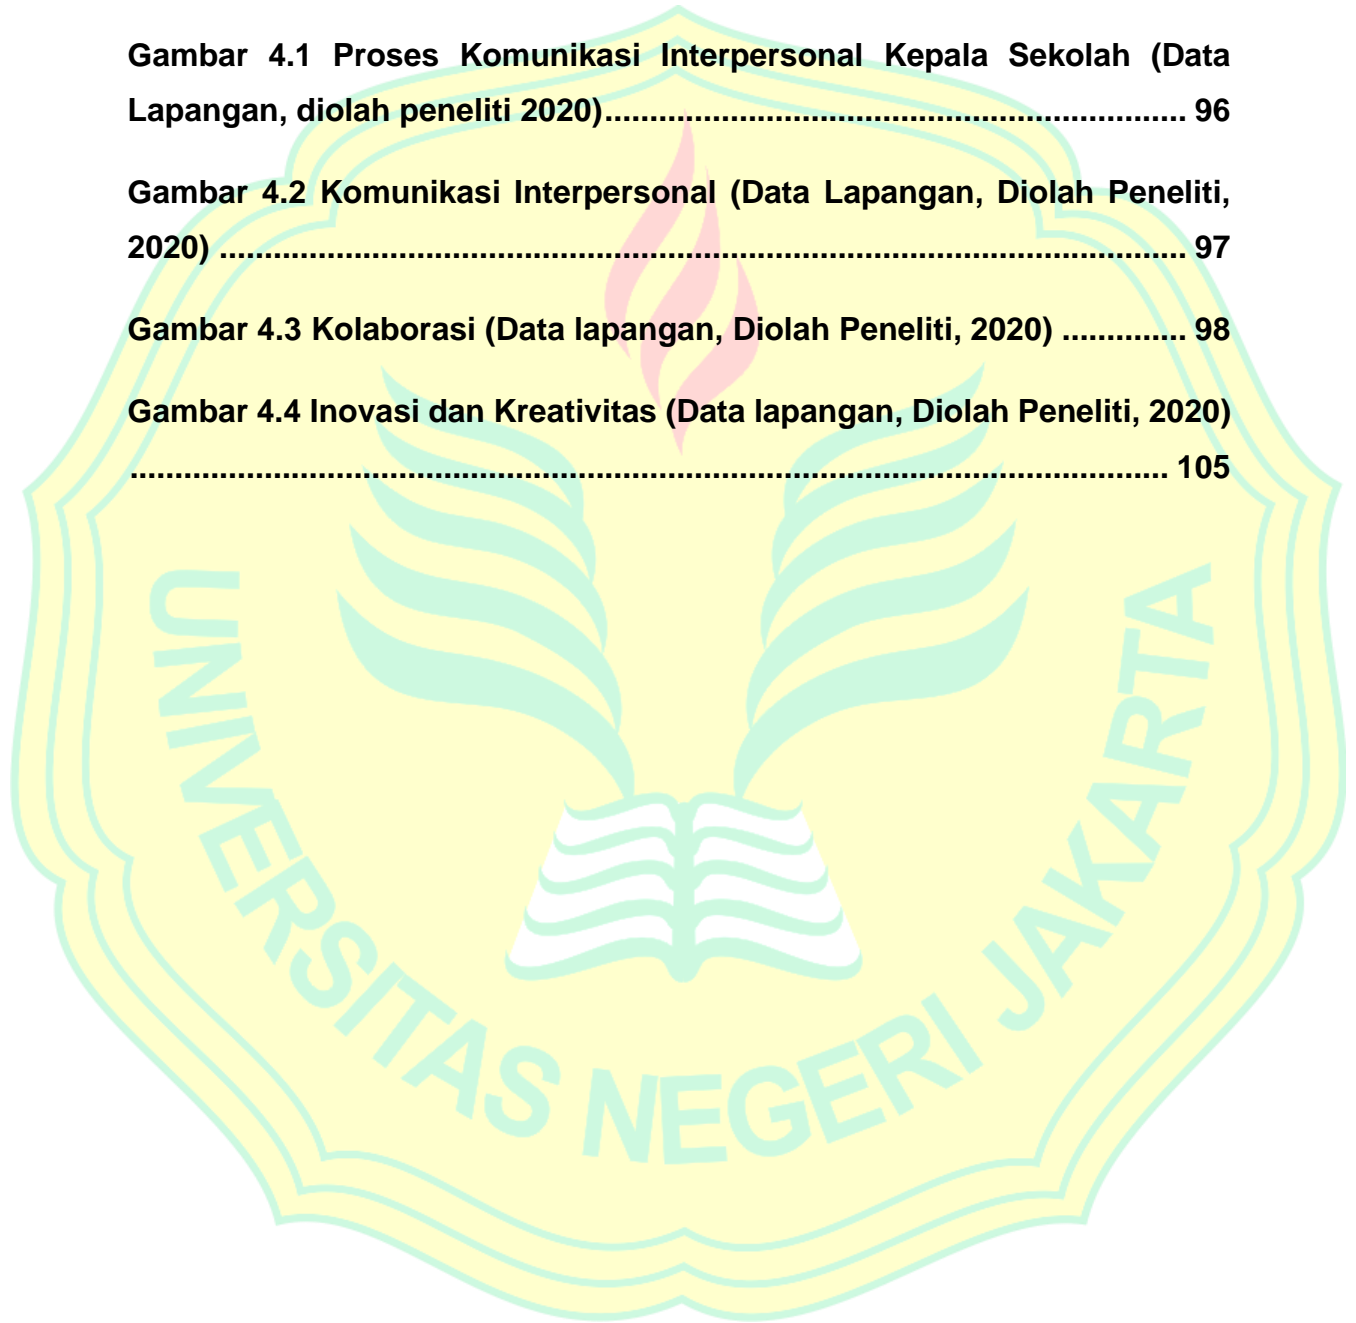 Gambar 4.1 Proses Komunikasi Interpersonal Kepala Sekolah (Data
Lapangan, diolah peneliti 2020)................................................................ 96
Gambar 4.2 Komunikasi Interpersonal (Data Lapangan, Diolah Peneliti,
2020) ........................................................................................................... 97
Gambar 4.3 Kolaborasi (Data lapangan, Diolah Peneliti, 2020) .............. 98
Gambar 4.4 Inovasi dan Kreativitas (Data lapangan, Diolah Peneliti, 2020)
................................................................................................................... 105
UNIVERSITAS NEGERI JAKARTA